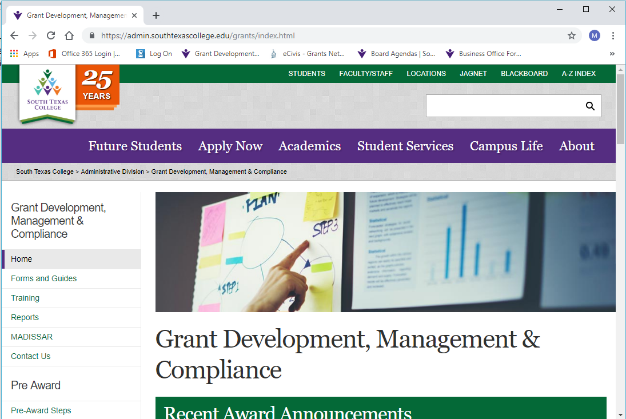 Grant Development, Manageme
https://admin.southtexascollege.edu/grants/index.html
M
Apps Office 365 Login |... Log On Grant Development... eCivis - Grants Net... Board Agendas | So... Business Office For...
STUDENTS FACULTY/STAFF LOCATIONS JAGNET BLACKBOARD A-Z INDEX
SOUTH TEXAS
COLLEGE
25
YEARS
Future Students Apply Now Academics Student Services Campus Life About
South Texas College > Administrative Division > Grant Development, Management & Compliance
Grant Development,
Management &
Compliance
Home
Forms and Guides
Training
Reports
MADISSAR
Contact Us
Pre Award
Pre-Award Steps
PLAN
STEP3
Grant Development, Management &
Compliance
Recent Award Announcements